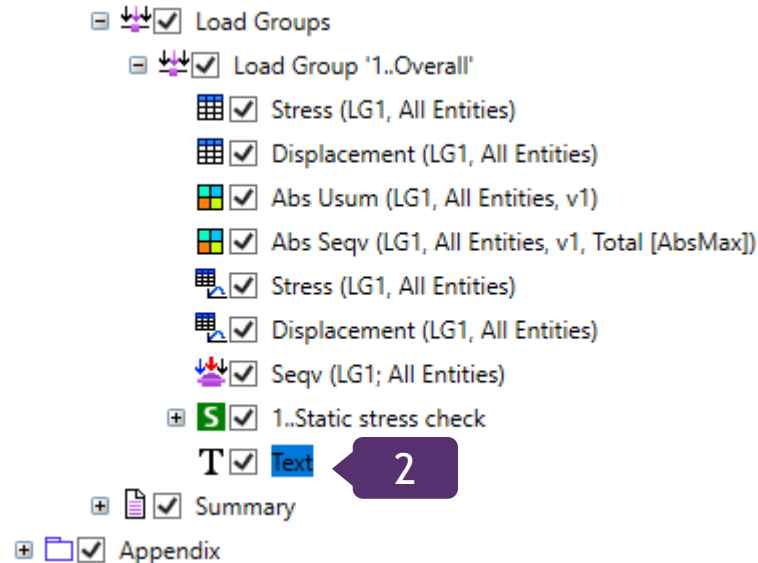 Load Groups
Load Group '1..Overall'
Stress (LG1, All Entities)
Displacement (LG1, All Entities)
Abs Usum (LG1, All Entities, v1)
Abs Seqv (LG1, All Entities, v1, Total [AbsMax])
Stress (LG1, All Entities)
Displacement (LG1, All Entities)
Seqv (LG1; All Entities)
S 1..Static stress check
T Text 2
Summary
Appendix